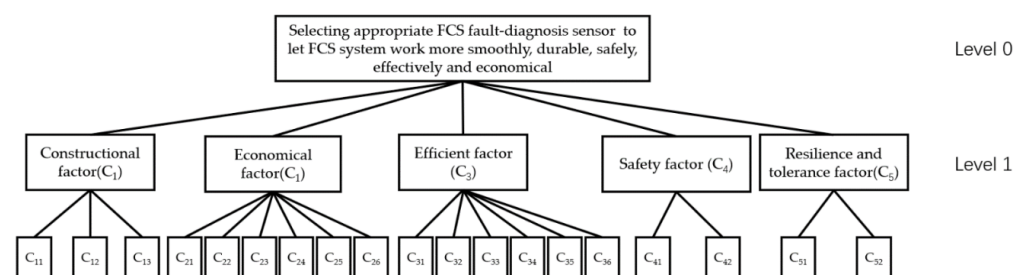 Selecting appropriate FCS fault-diagnosis sensor to
let FCS system work more smoothly, durable, safely,
effectively and economical
Level 0
Constructional
factor(C₁)
Economical
factor(C₁)
Efficient factor
(C₃)
Safety factor (C₄)
Resilience and
tolerance factor(C₅)
Level 1
C₁₁ C₁₂ C₁₃ C₂₁ C₂₂ C₂₃ C₂₄ C₂₅ C₂₆ C₃₁ C₃₂ C₃₃ C₃₄ C₃₅ C₃₆ C₄₁ C₄₂ C₅₁ C₅₂